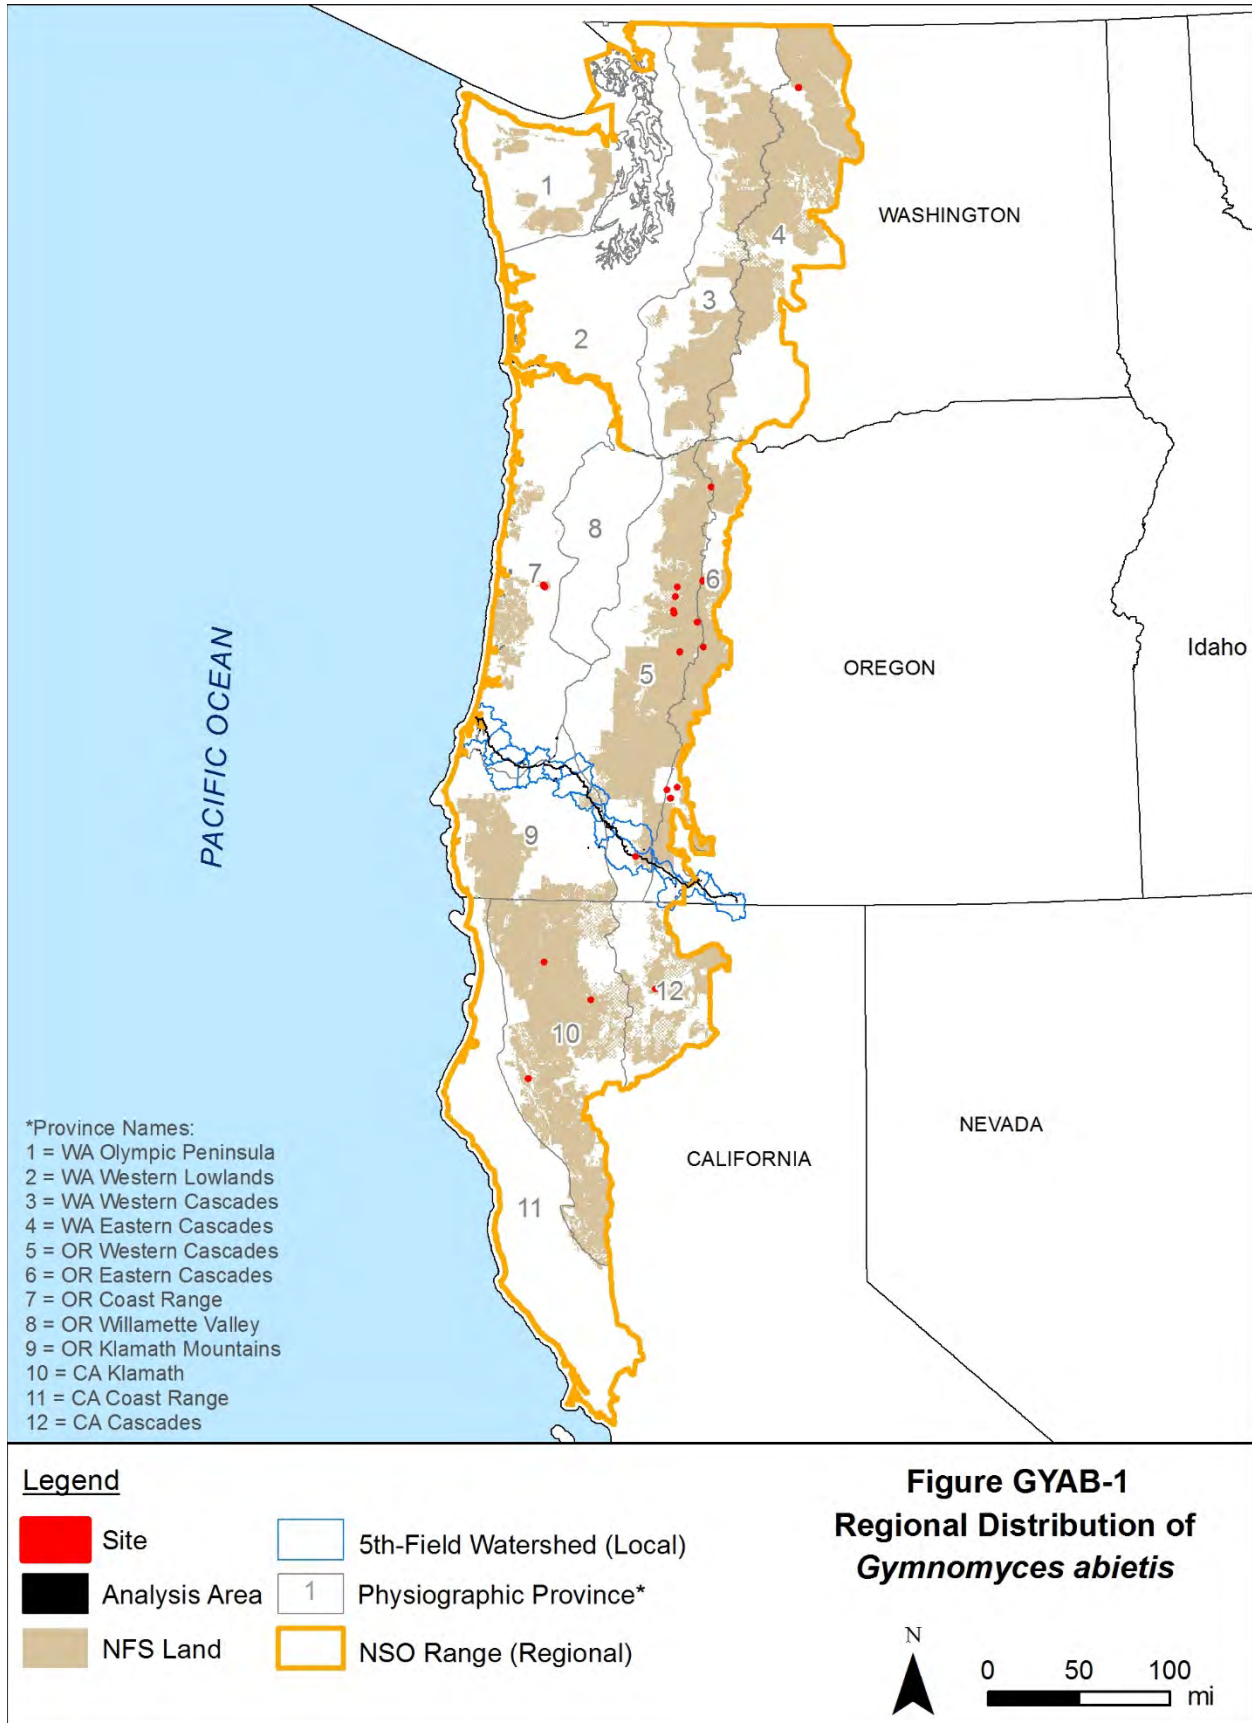 1
WASHINGTON
4
3
2
8
7
6
5
Idaho
OREGON
PACIFIC OCEAN
9
12
10
NEVADA
CALIFORNIA
11
*Province Names:
1 = WA Olympic Peninsula
2 = WA Western Lowlands
3 = WA Western Cascades
4 = WA Eastern Cascades
5 = OR Western Cascades
6 = OR Eastern Cascades
7 = OR Coast Range
8 = OR Willamette Valley
9 = OR Klamath Mountains
10 = CA Klamath
11 = CA Coast Range
12 = CA Cascades
Legend
Site
Analysis Area
NFS Land
5th-Field Watershed (Local)
1 Physiographic Province*
NSO Range (Regional)
Figure GYAB-1
Regional Distribution of
Gymnomyces abietis
N
0 50 100
mi